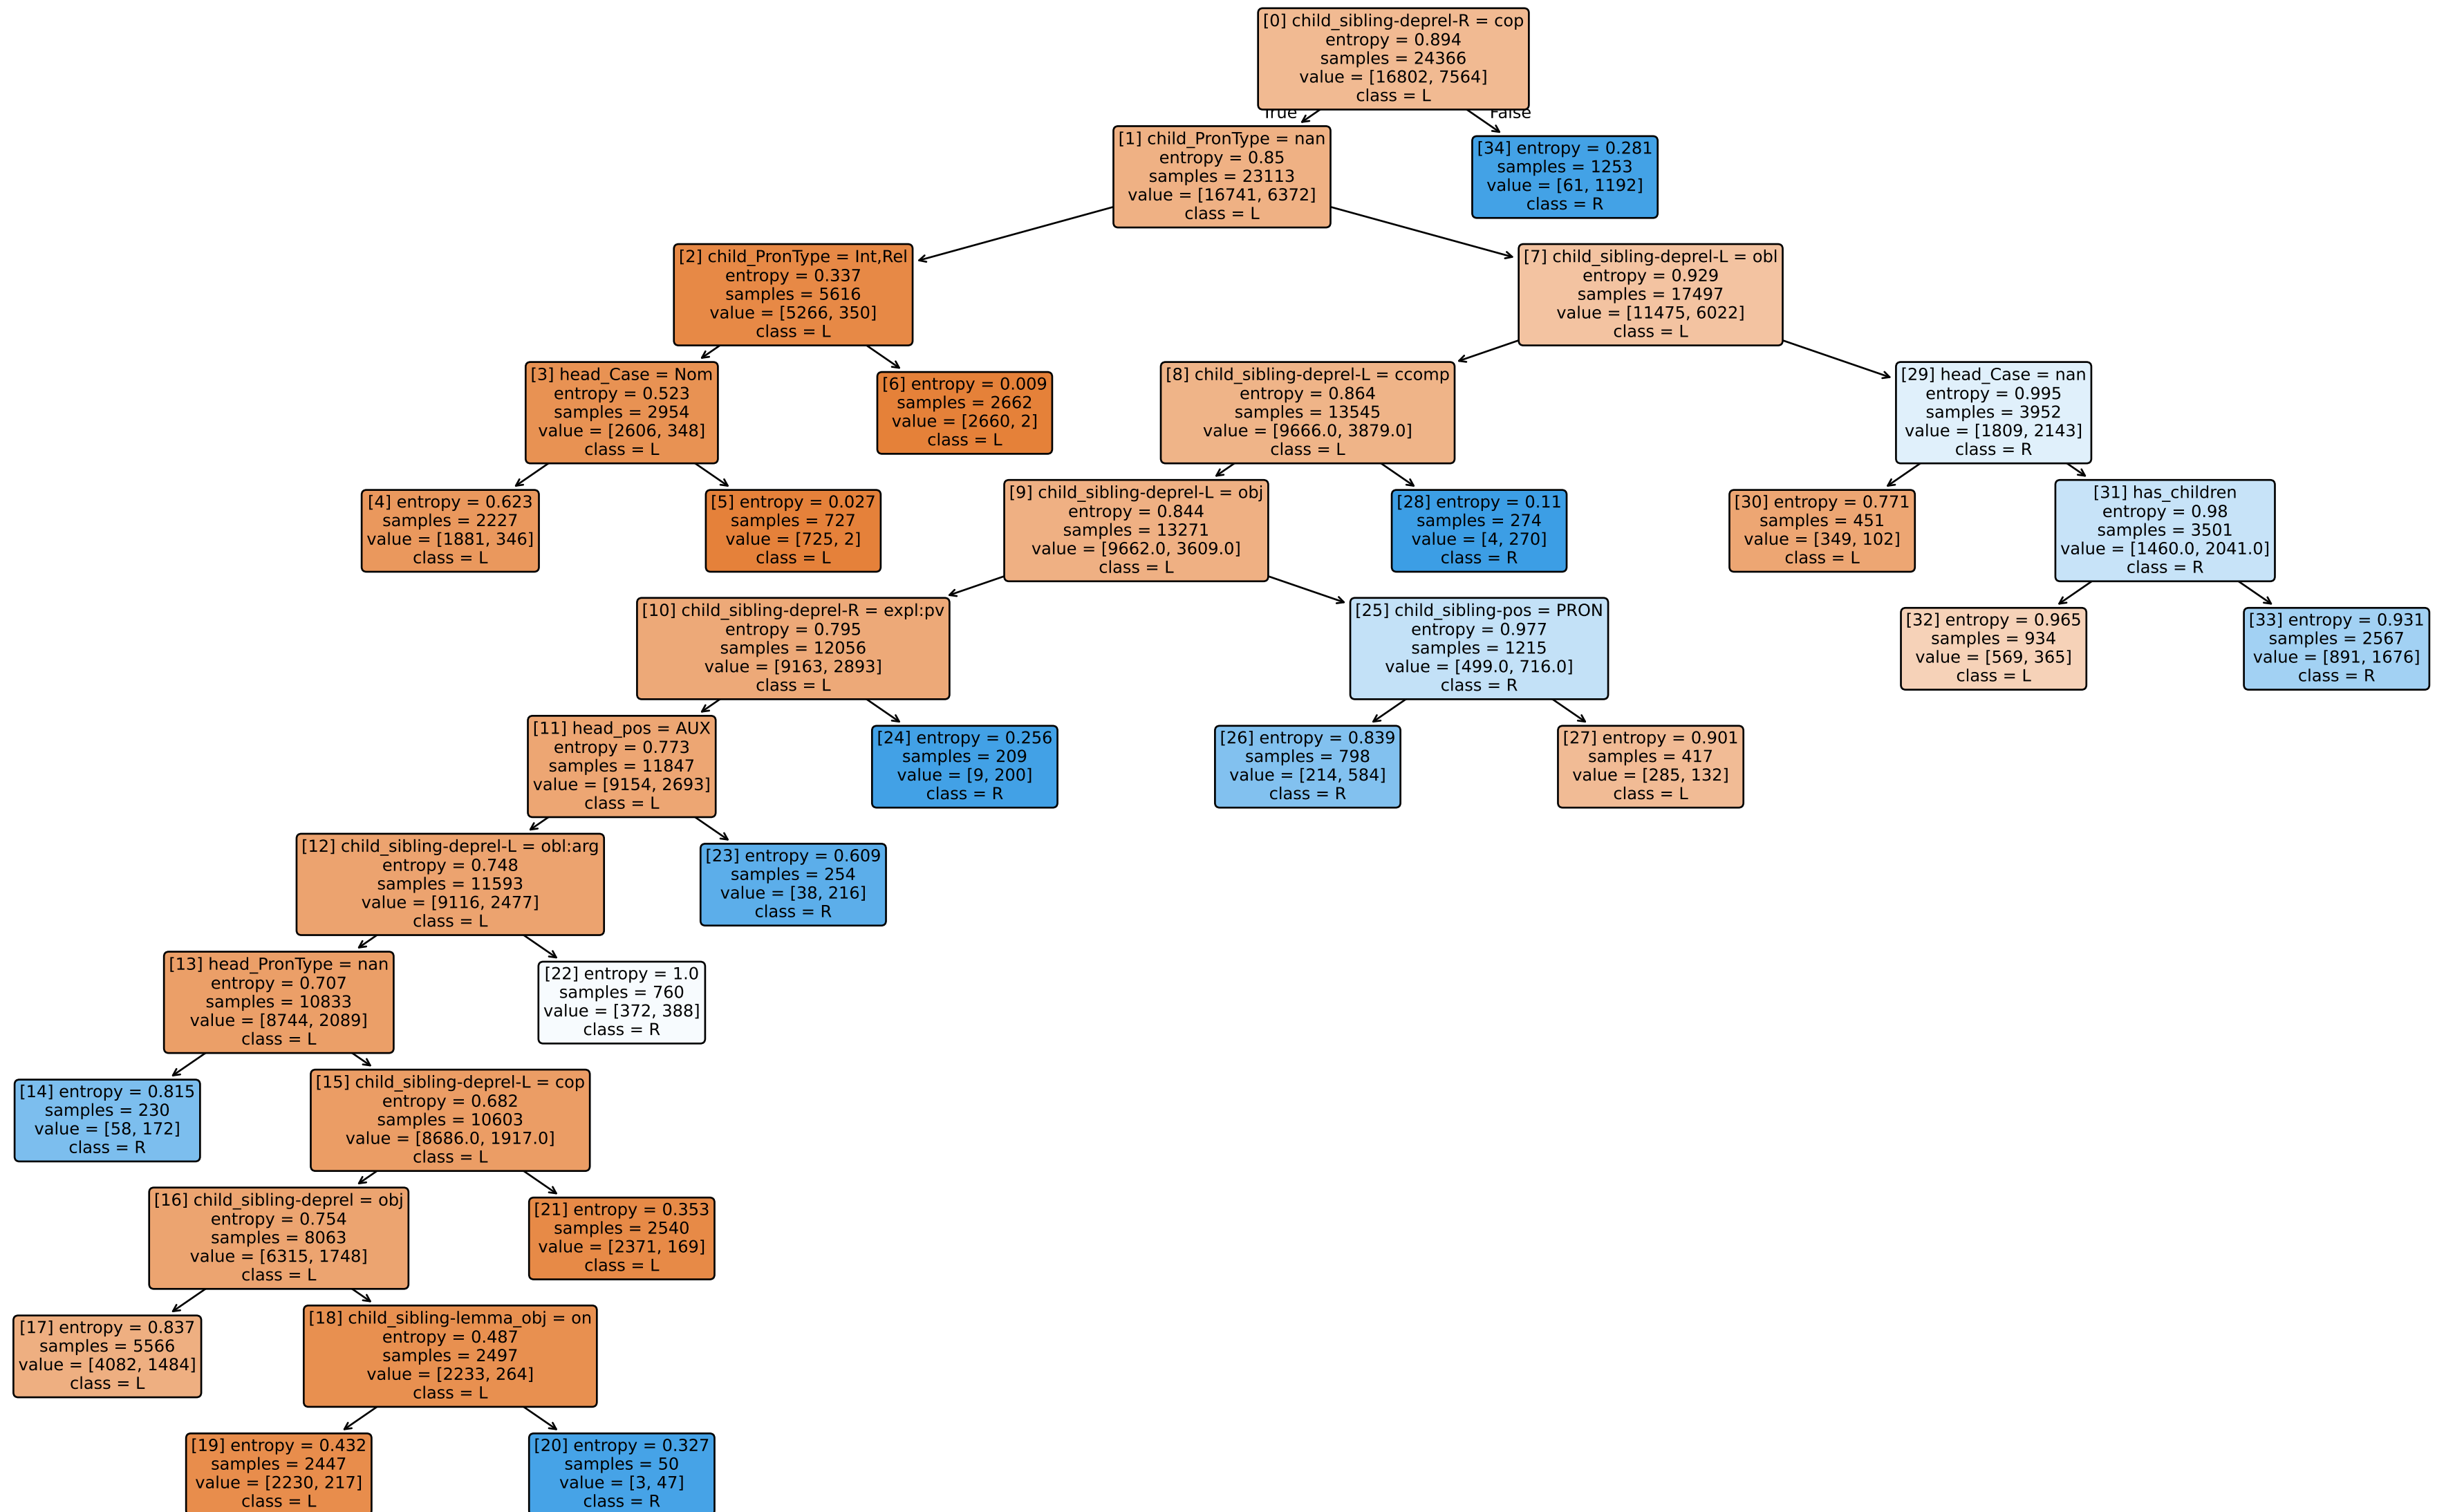 [0] child_sibling-deprel-R = cop
entropy = 0.894
samples = 24366
value = [16802, 7564]
class = L
True
False
[1] child_PronType = nan
entropy = 0.85
samples = 23113
value = [16741, 6372]
class = L
[34] entropy = 0.281
samples = 1253
value = [61, 1192]
class = R
[2] child_PronType = Int,Rel
entropy = 0.337
samples = 5616
value = [5266, 350]
class = L
[7] child_sibling-deprel-L = obl
entropy = 0.929
samples = 17497
value = [11475, 6022]
class = L
[3] head_Case = Nom
entropy = 0.523
samples = 2954
value = [2606, 348]
class = L
[6] entropy = 0.009
samples = 2662
value = [2660, 2]
class = L
[8] child_sibling-deprel-L = ccomp
entropy = 0.864
samples = 13545
value = [9666.0, 3879.0]
class = L
[29] head_Case = nan
entropy = 0.995
samples = 3952
value = [1809, 2143]
class = R
[4] entropy = 0.623
samples = 2227
value = [1881, 346]
class = L
[5] entropy = 0.027
samples = 727
value = [725, 2]
class = L
[9] child_sibling-deprel-L = obj
entropy = 0.844
samples = 13271
value = [9662.0, 3609.0]
class = L
[28] entropy = 0.11
samples = 274
value = [4, 270]
class = R
[30] entropy = 0.771
samples = 451
value = [349, 102]
class = L
[31] has_children
entropy = 0.98
samples = 3501
value = [1460.0, 2041.0]
class = R
[10] child_sibling-deprel-R = expl:pv
entropy = 0.795
samples = 12056
value = [9163, 2893]
class = L
[25] child_sibling-pos = PRON
entropy = 0.977
samples = 1215
value = [499.0, 716.0]
class = R
[32] entropy = 0.965
samples = 934
value = [569, 365]
class = L
[33] entropy = 0.931
samples = 2567
value = [891, 1676]
class = R
[11] head_pos = AUX
entropy = 0.773
samples = 11847
value = [9154, 2693]
class = L
[24] entropy = 0.256
samples = 209
value = [9, 200]
class = R
[26] entropy = 0.839
samples = 798
value = [214, 584]
class = R
[27] entropy = 0.901
samples = 417
value = [285, 132]
class = L
[12] child_sibling-deprel-L = obl:arg
entropy = 0.748
samples = 11593
value = [9116, 2477]
class = L
[23] entropy = 0.609
samples = 254
value = [38, 216]
class = R
[13] head_PronType = nan
entropy = 0.707
samples = 10833
value = [8744, 2089]
class = L
[22] entropy = 1.0
samples = 760
value = [372, 388]
class = R
[14] entropy = 0.815
samples = 230
value = [58, 172]
class = R
[15] child_sibling-deprel-L = cop
entropy = 0.682
samples = 10603
value = [8686.0, 1917.0]
class = L
[16] child_sibling-deprel = obj
entropy = 0.754
samples = 8063
value = [6315, 1748]
class = L
[21] entropy = 0.353
samples = 2540
value = [2371, 169]
class = L
[17] entropy = 0.837
samples = 5566
value = [4082, 1484]
class = L
[18] child_sibling-lemma_obj = on
entropy = 0.487
samples = 2497
value = [2233, 264]
class = L
[19] entropy = 0.432
samples = 2447
value = [2230, 217]
class = L
[20] entropy = 0.327
samples = 50
value = [3, 47]
class = R